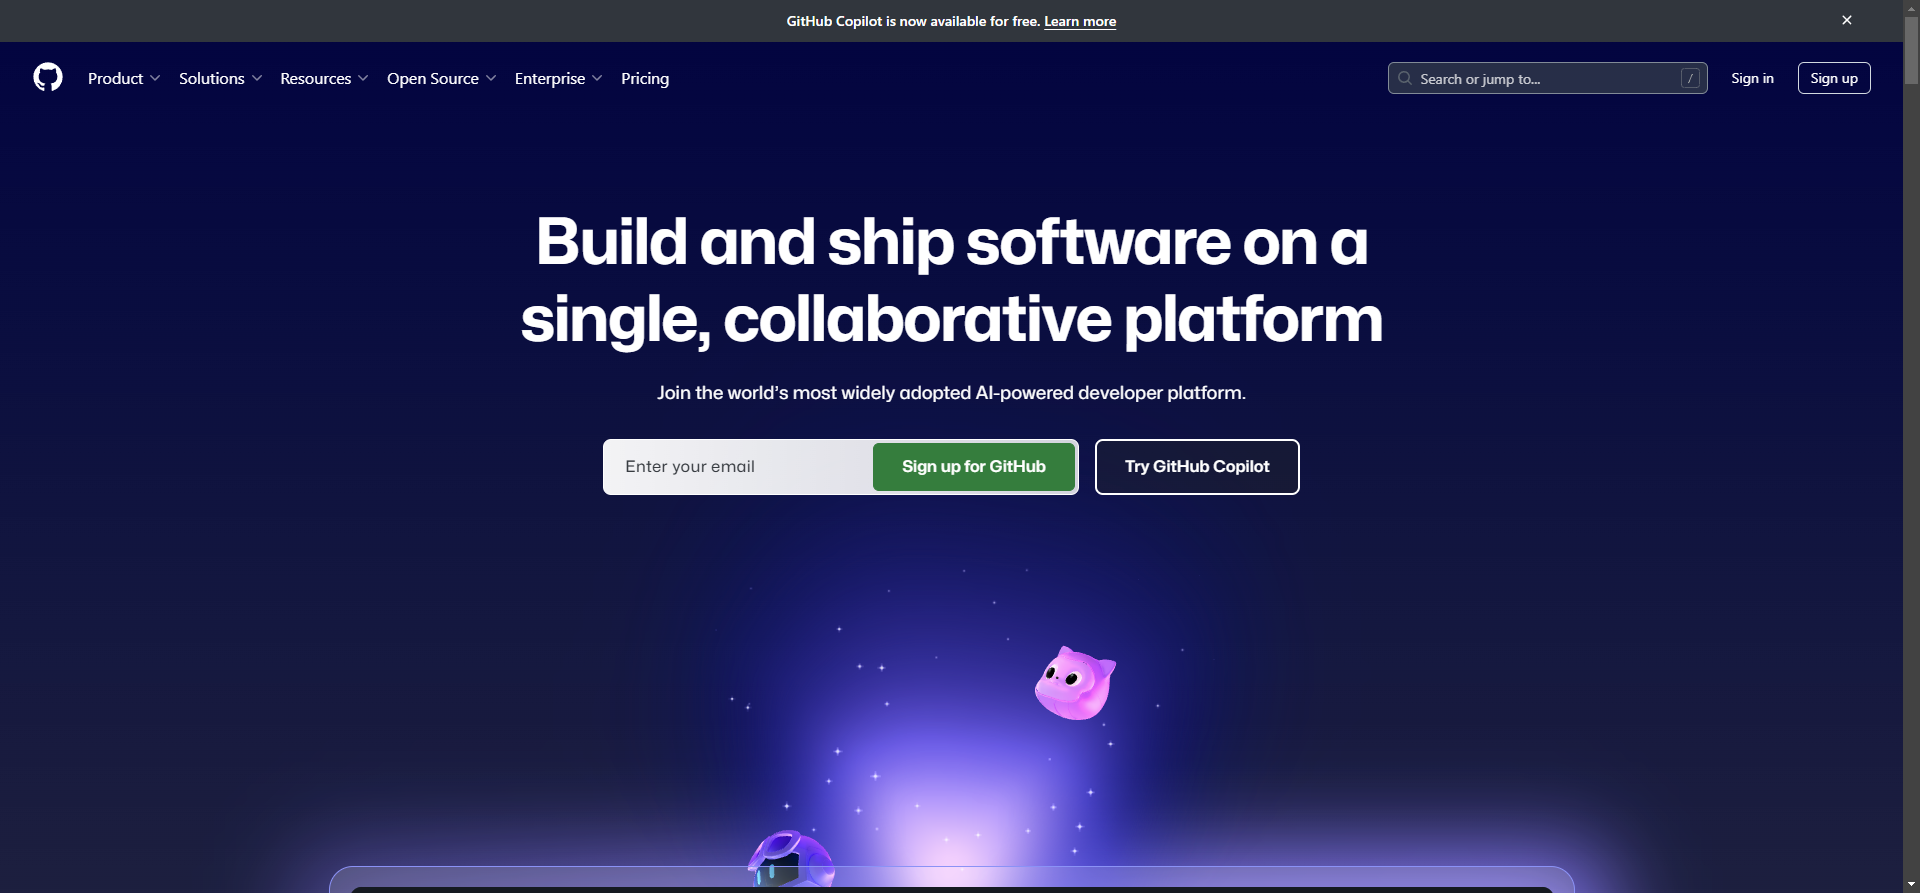 GitHub Copilot is now available for free. Learn more
Product Solutions Resources Open Source Enterprise Pricing Search or jump to... / Sign in Sign up
Build and ship software on a
single, collaborative platform
Join the world’s most widely adopted AI-powered developer platform.
Enter your email Sign up for GitHub Try GitHub Copilot